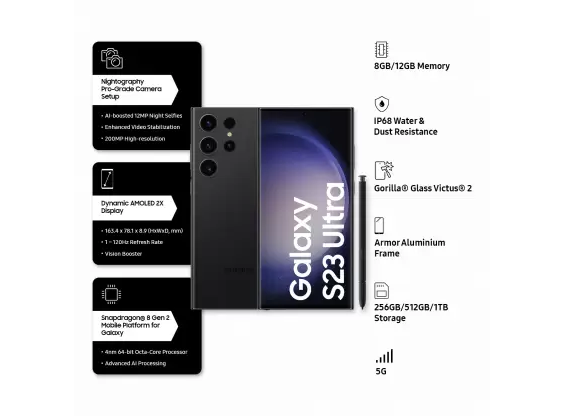 Nightography
Pro-Grade Camera
Setup
• AI-boosted 12MP Night Selfies
• Enhanced Video Stabilization
• 200MP High-resolution
Dynamic AMOLED 2X
Display
• 163.4 x 78.1 x 8.9 (HxWxD, mm)
• 1 ~ 120Hz Refresh Rate
• Vision Booster
Snapdragon® 8 Gen 2
Mobile Platform for
Galaxy
• 4nm 64-bit Octa-Core Processor
• Advanced AI Processing
SAMSUNG
Galaxy
S23 Ultra
8GB/12GB Memory
IP68 Water &
Dust Resistance
Gorilla® Glass Victus® 2
Armor Aluminium
Frame
256GB/512GB/1TB
Storage
5G